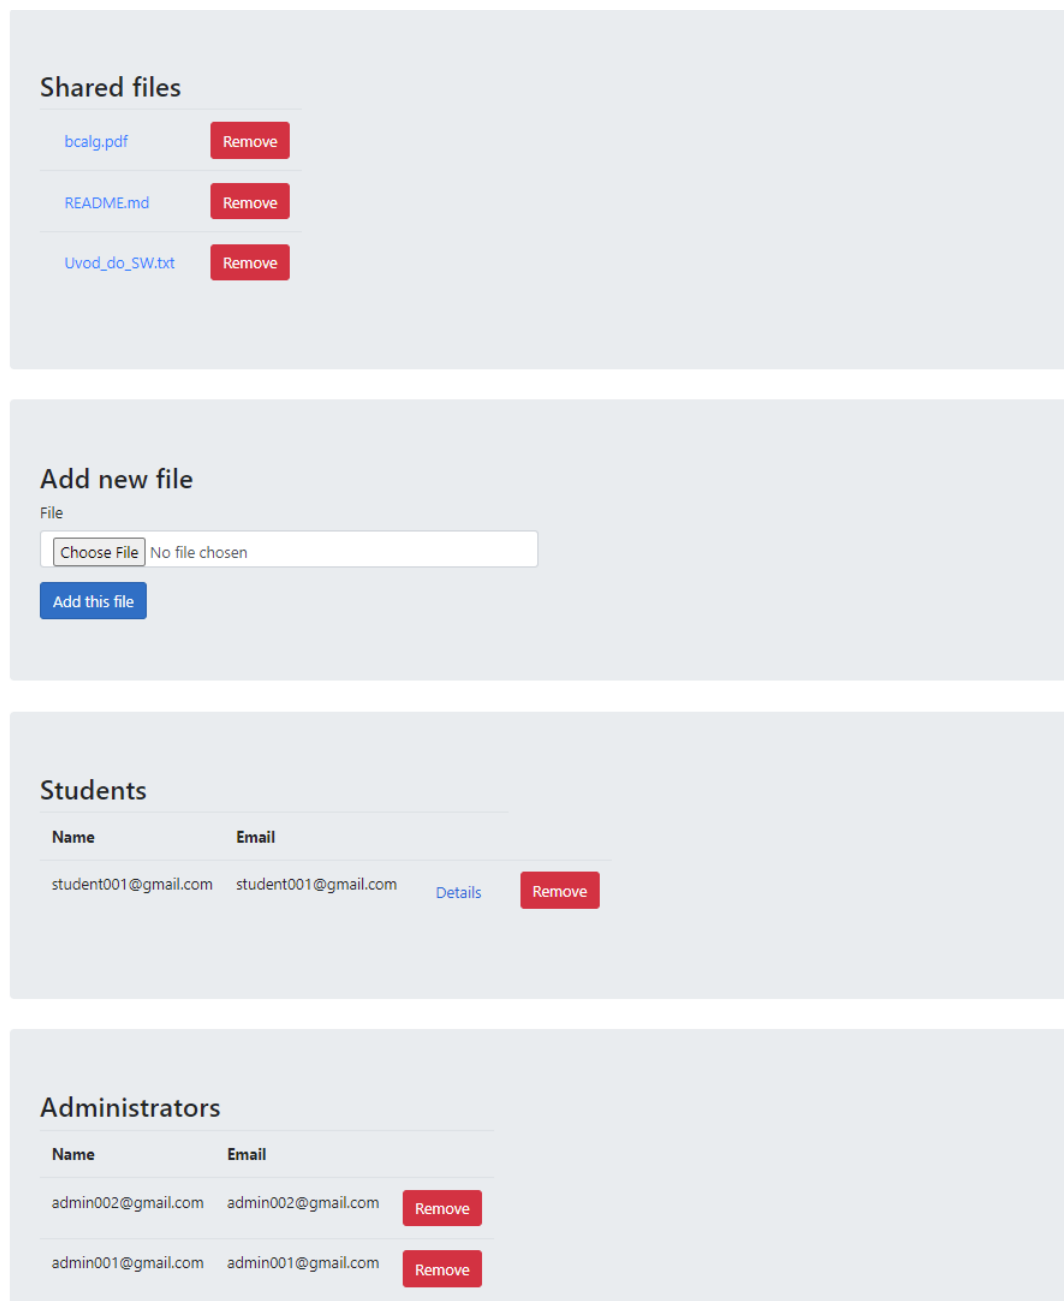 Shared files
bcalg.pdf Remove
README.md Remove
Uvod_do_SW.txt Remove
Add new file
File
Choose File No file chosen
Add this file
Students
Name Email
student001@gmail.com student001@gmail.com Details Remove
Administrators
Name Email
admin002@gmail.com admin002@gmail.com Remove
admin001@gmail.com admin001@gmail.com Remove